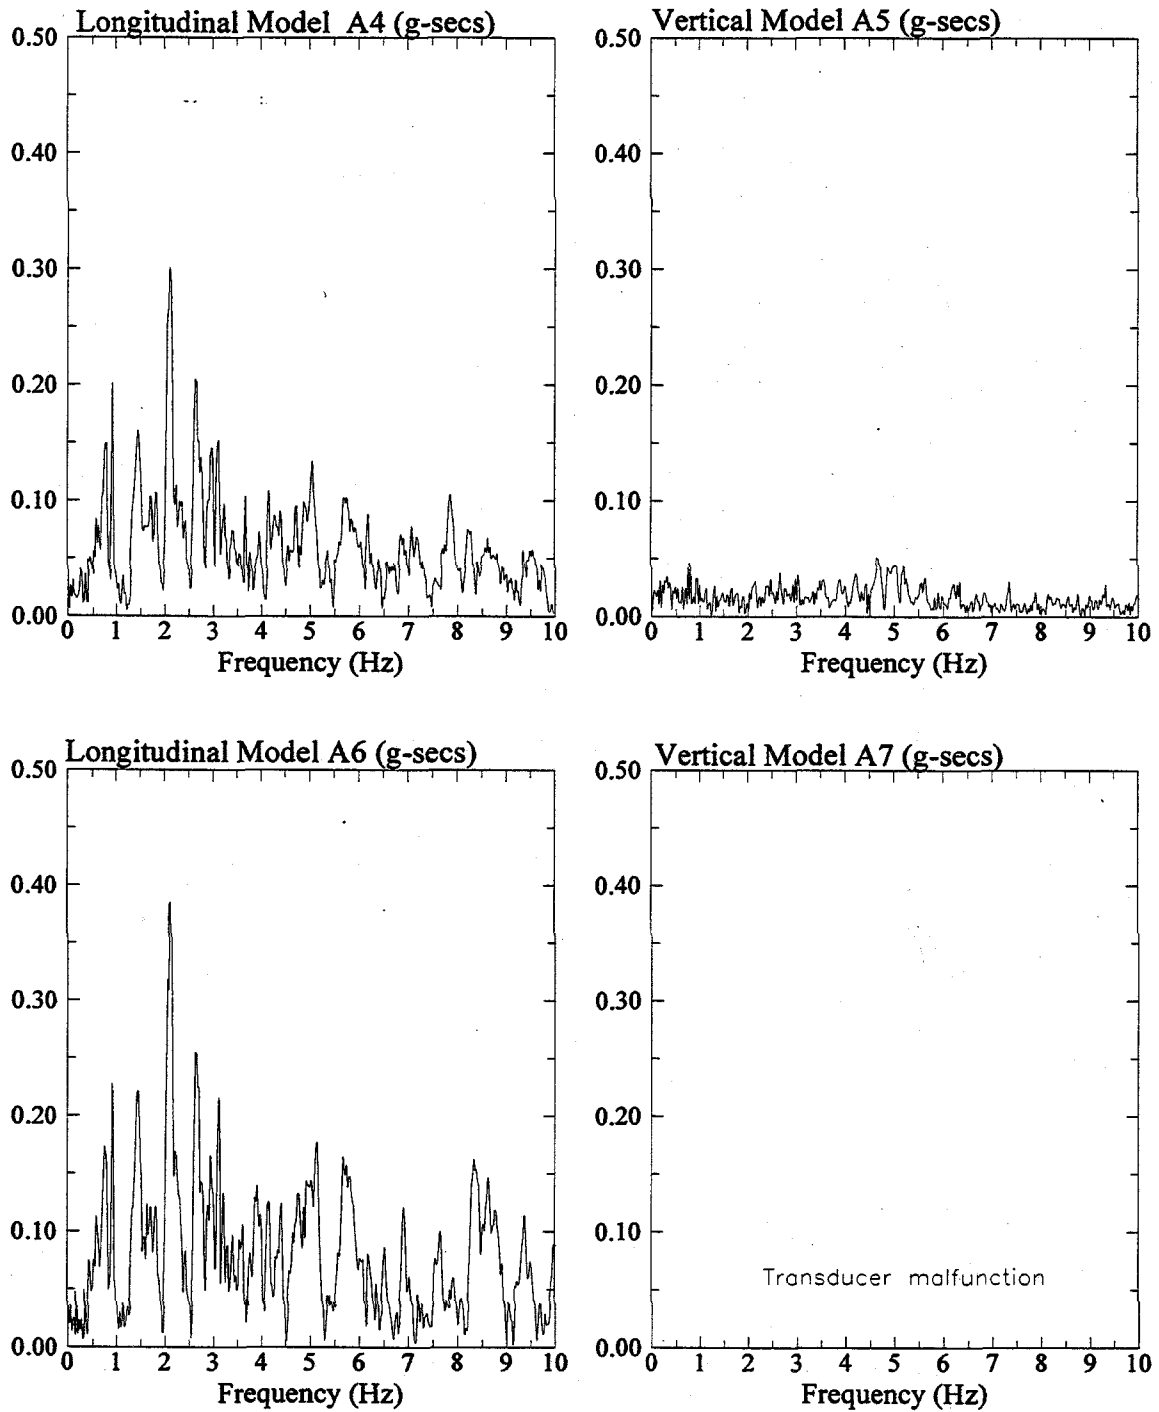 Longitudinal Model A4 (g-secs)
0.50
0.40
0.30
0.20
0.10
0.00
0 1 2 3 4 5 6 7 8 9 10
Frequency (Hz)
Vertical Model A5 (g-secs)
0.50
0.40
0.30
0.20
0.10
0.00
0 1 2 3 4 5 6 7 8 9 10
Frequency (Hz)
Longitudinal Model A6 (g-secs)
0.50
0.40
0.30
0.20
0.10
0.00
0 1 2 3 4 5 6 7 8 9 10
Frequency (Hz)
Vertical Model A7 (g-secs)
0.50
0.40
0.30
0.20
0.10
Transducer malfunction
0.00
0 1 2 3 4 5 6 7 8 9 10
Frequency (Hz)